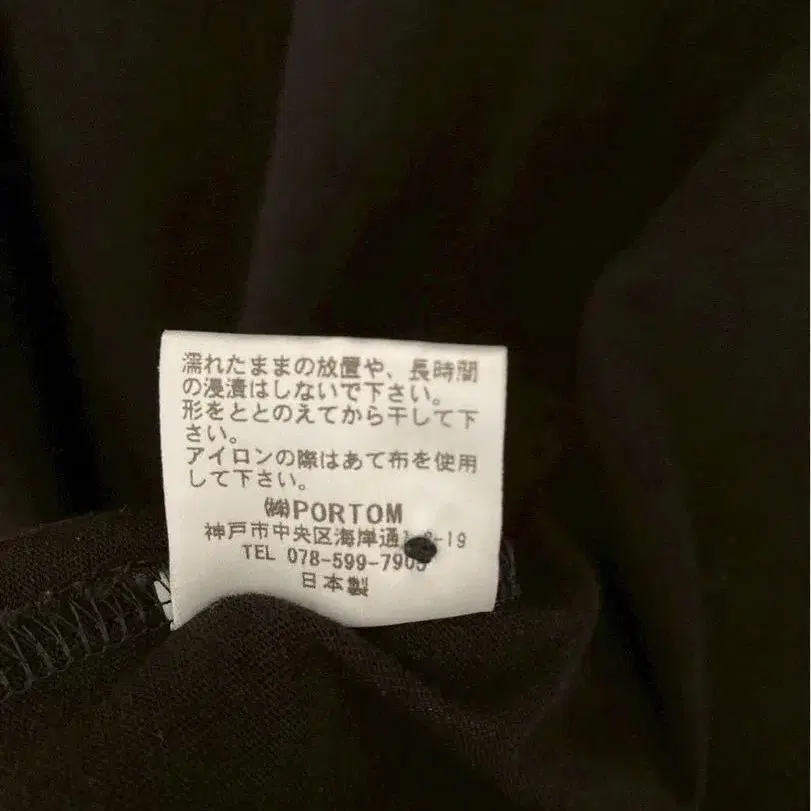 濡れたままの放置や、長時間
の浸漬はしないで下さい。
形をととのえてから干して下
さい。
アイロンの際はあて布を使用
して下さい。
㈱PORTOM
神戸市中央区海岸通
TEL 078-599-
日本製